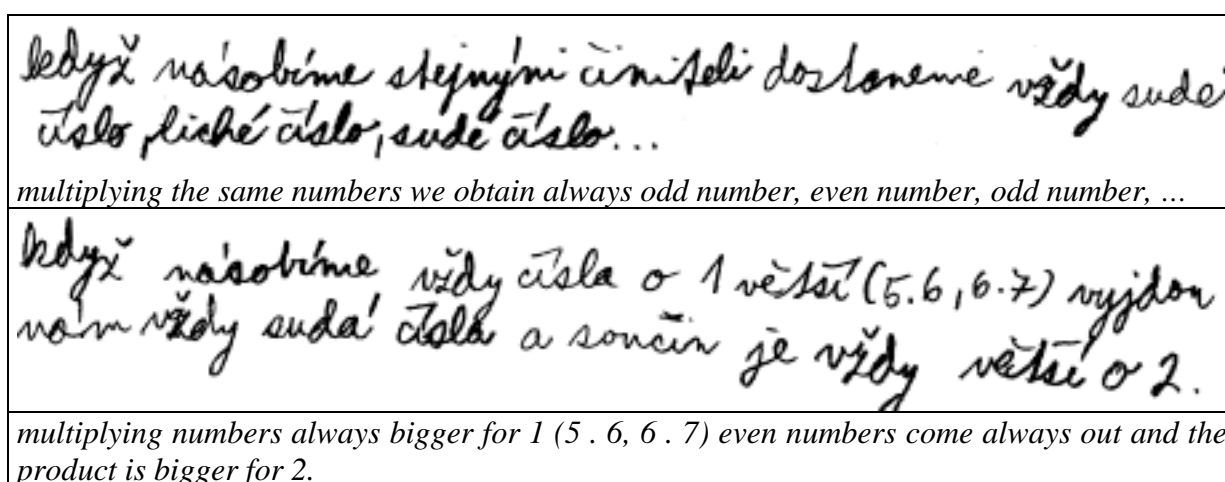 když násobíme stejnými činiteli dostaneme vždy sudé
číslo, liché číslo, sudé číslo...
multiplying the same numbers we obtain always odd number, even number, odd number, ...
když násobíme vždy čísla o 1 větší (5.6, 6.7) vyjdou
nám vždy sudá čísla a součin je vždy větší o 2.
multiplying numbers always bigger for 1 (5 . 6, 6 . 7) even numbers come always out and the
product is bigger for 2.